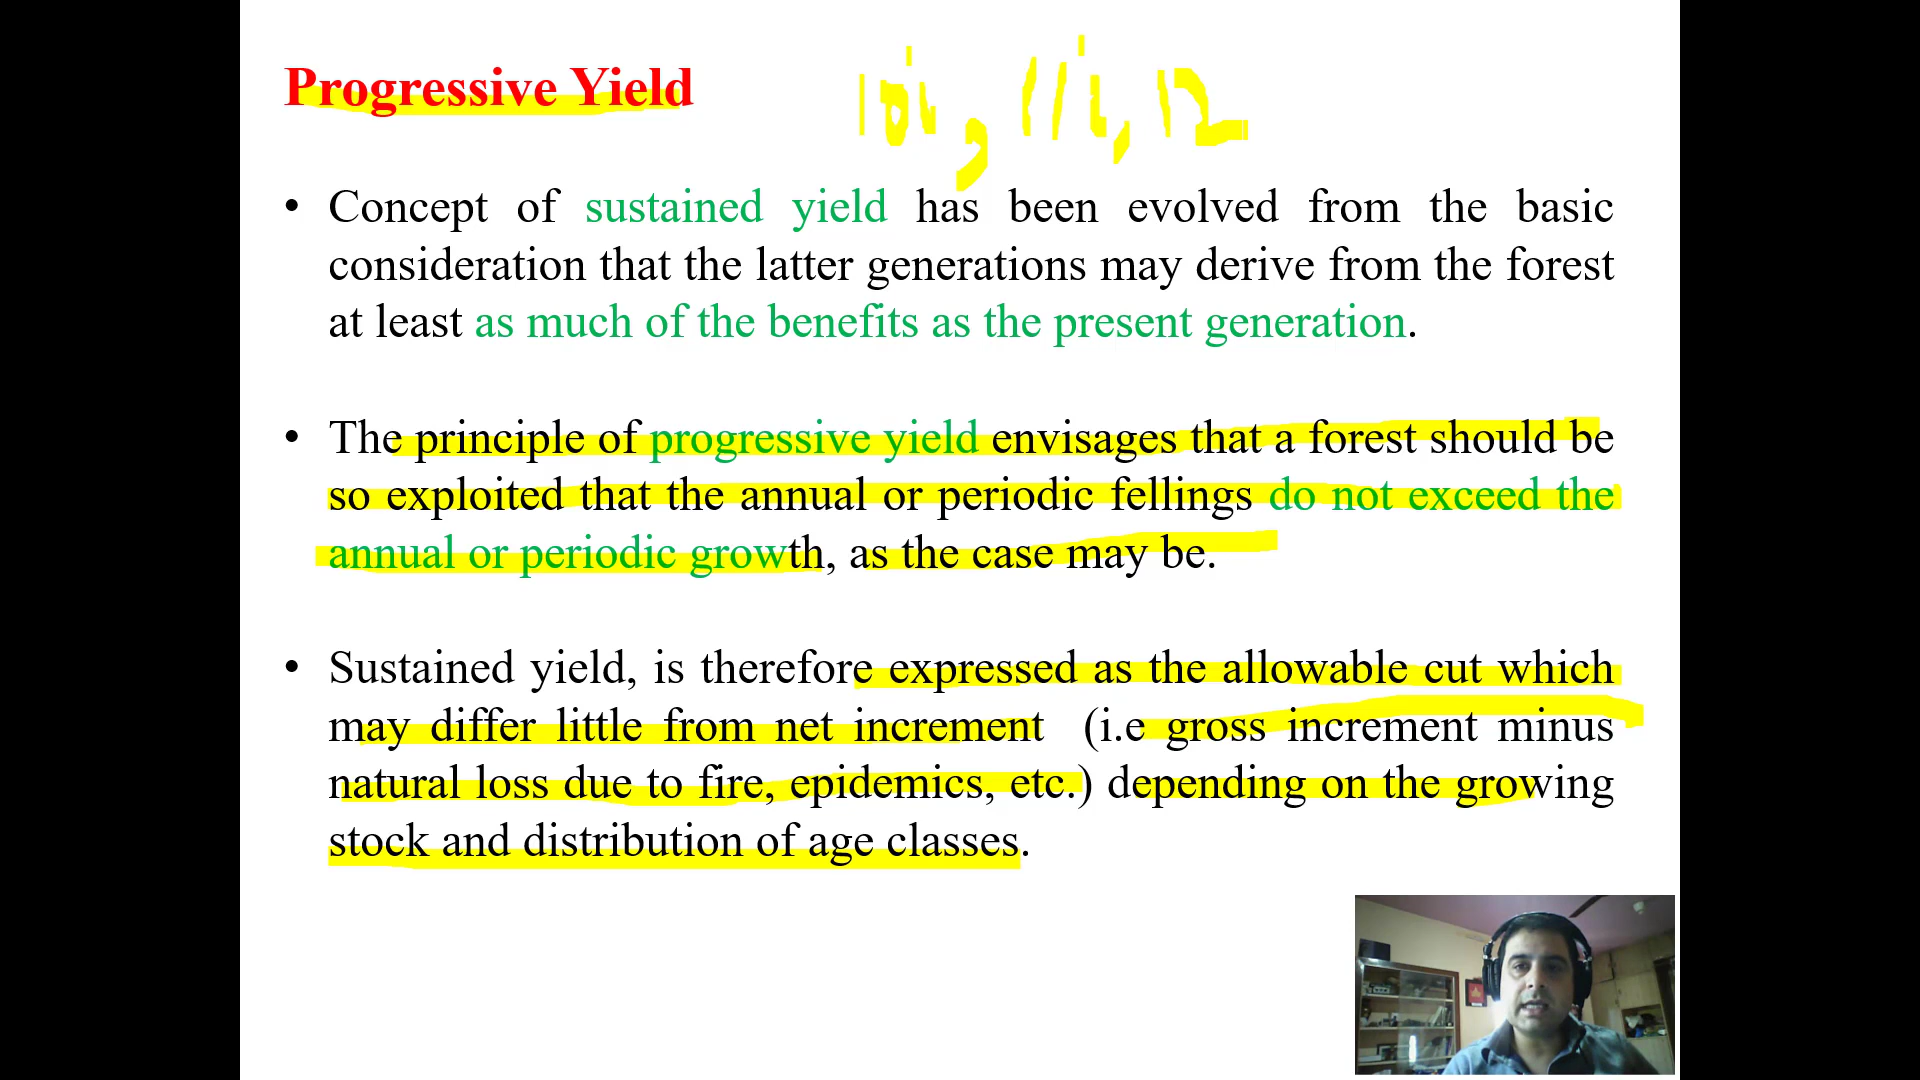 Progressive Yield
• Concept of sustained yield has been evolved from the basic
consideration that the latter generations may derive from the forest
at least as much of the benefits as the present generation.
• The principle of progressive yield envisages that a forest should be
so exploited that the annual or periodic fellings do not exceed the
annual or periodic growth, as the case may be.
• Sustained yield, is therefore expressed as the allowable cut which
may differ little from net increment (i.e gross increment minus
natural loss due to fire, epidemics, etc.) depending on the growing
stock and distribution of age classes.